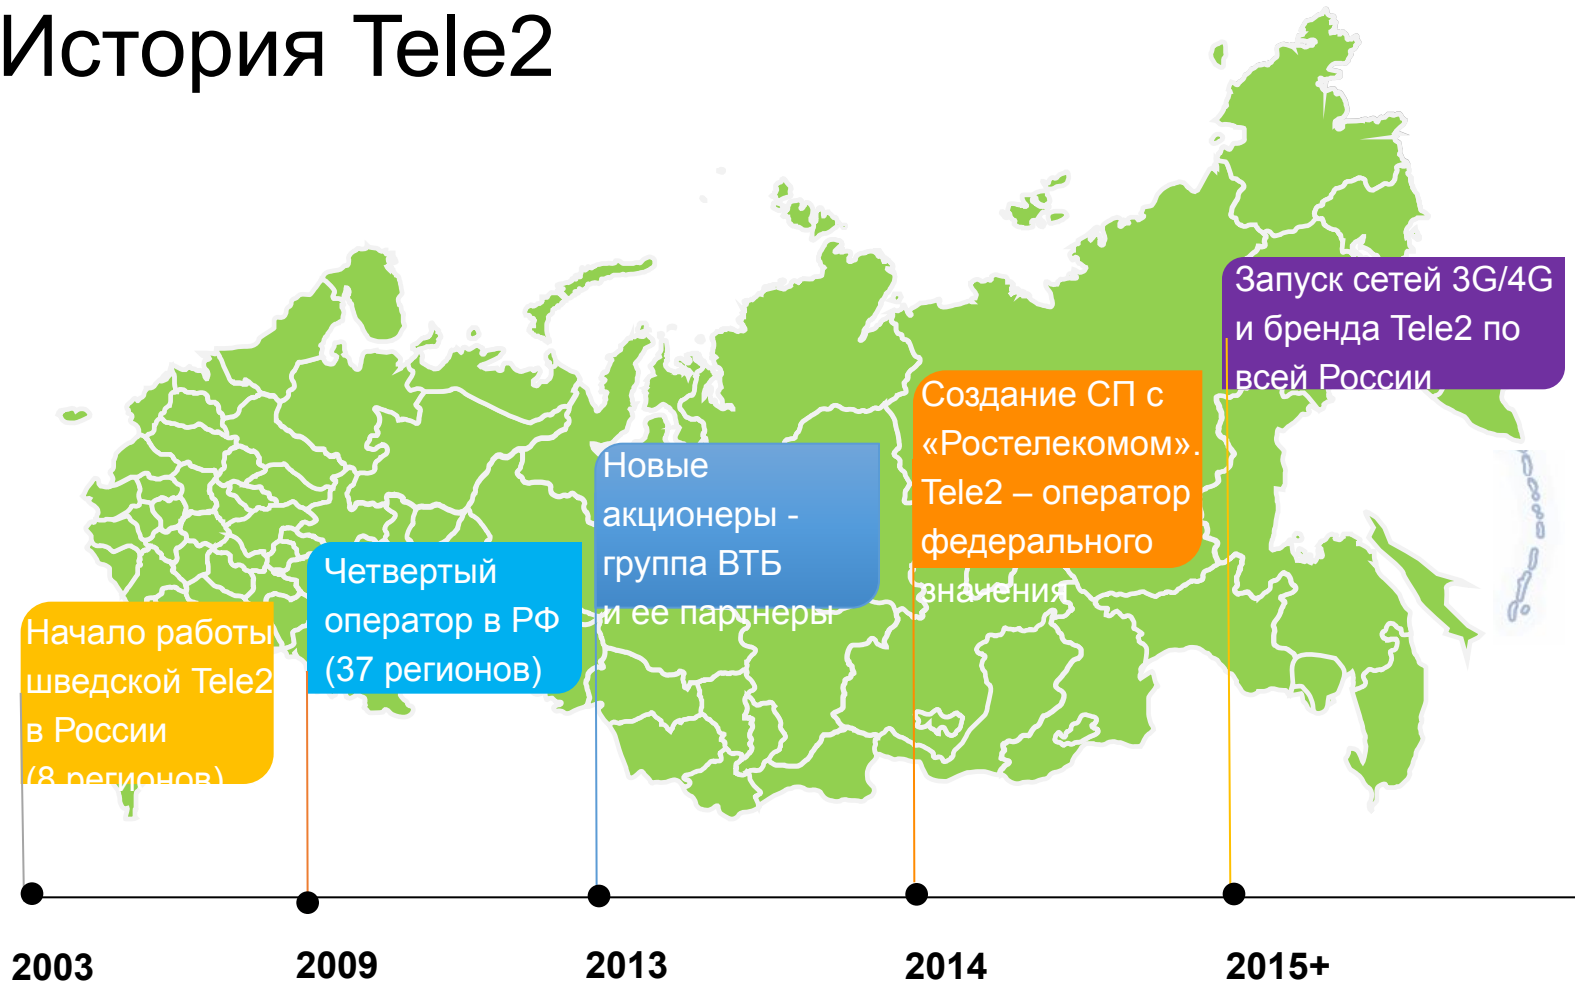 История Tele2
Начало работы
шведской Tele2
в России
(8 регионов)
Четвертый
оператор в РФ
(37 регионов)
Новые
акционеры -
группа ВТБ
и ее партнеры
Создание СП с
«Ростелекомом».
Tele2 – оператор
федерального
значения
Запуск сетей 3G/4G
и бренда Tele2 по
всей России
2003
2009
2013
2014
2015+